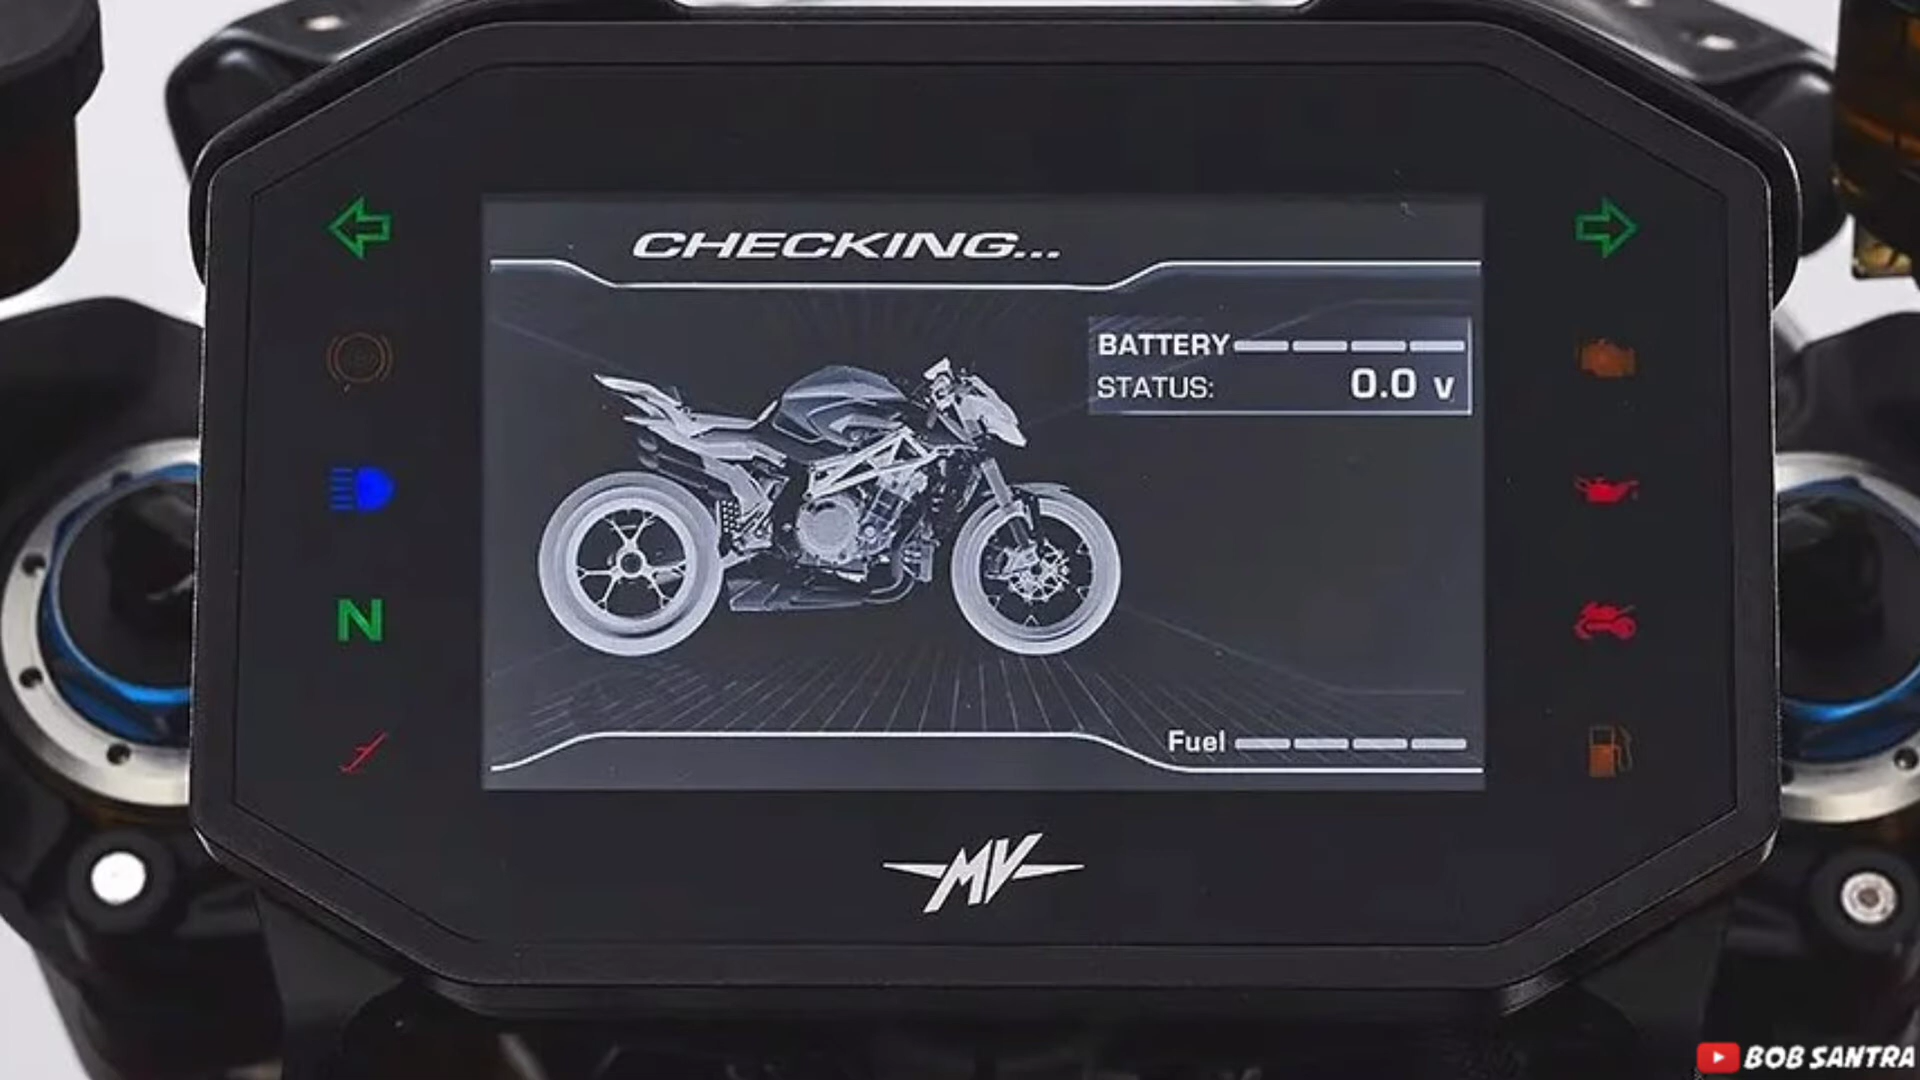 CHECKING...
BATTERY
STATUS: 0.0 v
N
Fuel
MV
BOB SANTRA